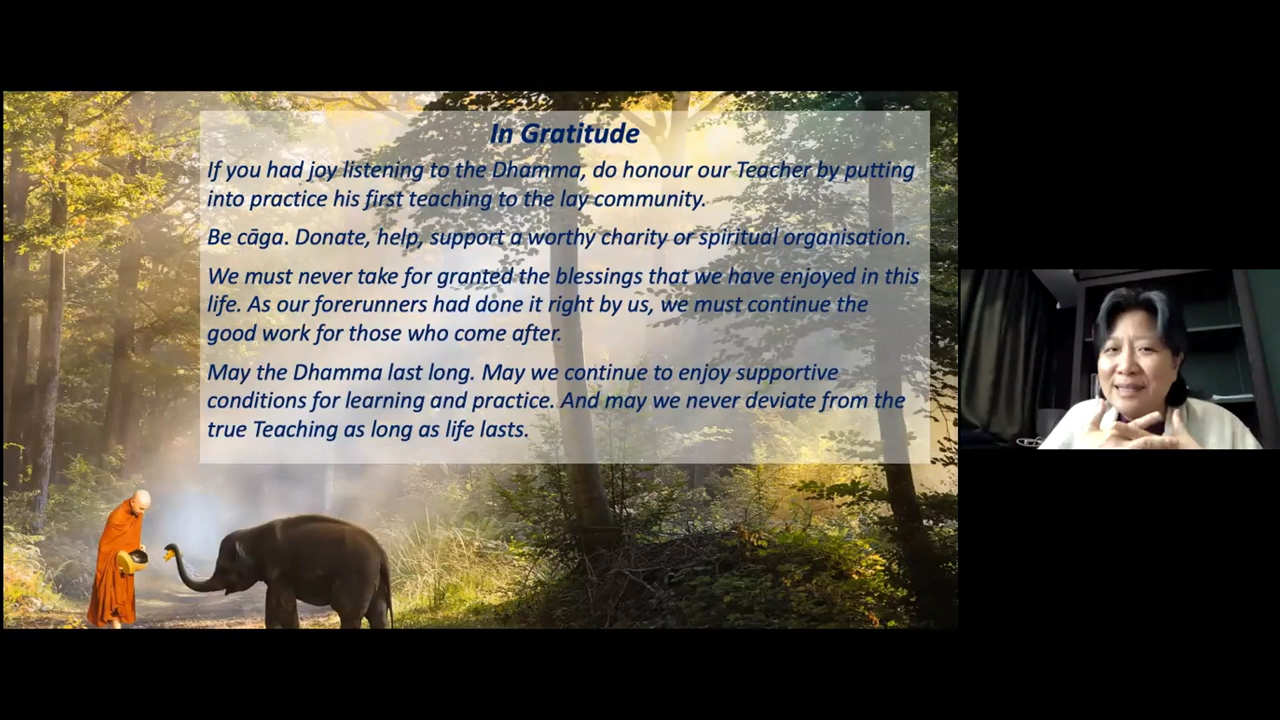 In Gratitude
If you had joy listening to the Dhamma, do honour our Teacher by putting
into practice his first teaching to the lay community.
Be cāga. Donate, help, support a worthy charity or spiritual organisation.
We must never take for granted the blessings that we have enjoyed in this
life. As our forerunners had done it right by us, we must continue the
good work for those who come after.
May the Dhamma last long. May we continue to enjoy supportive
conditions for learning and practice. And may we never deviate from the
true Teaching as long as life lasts.